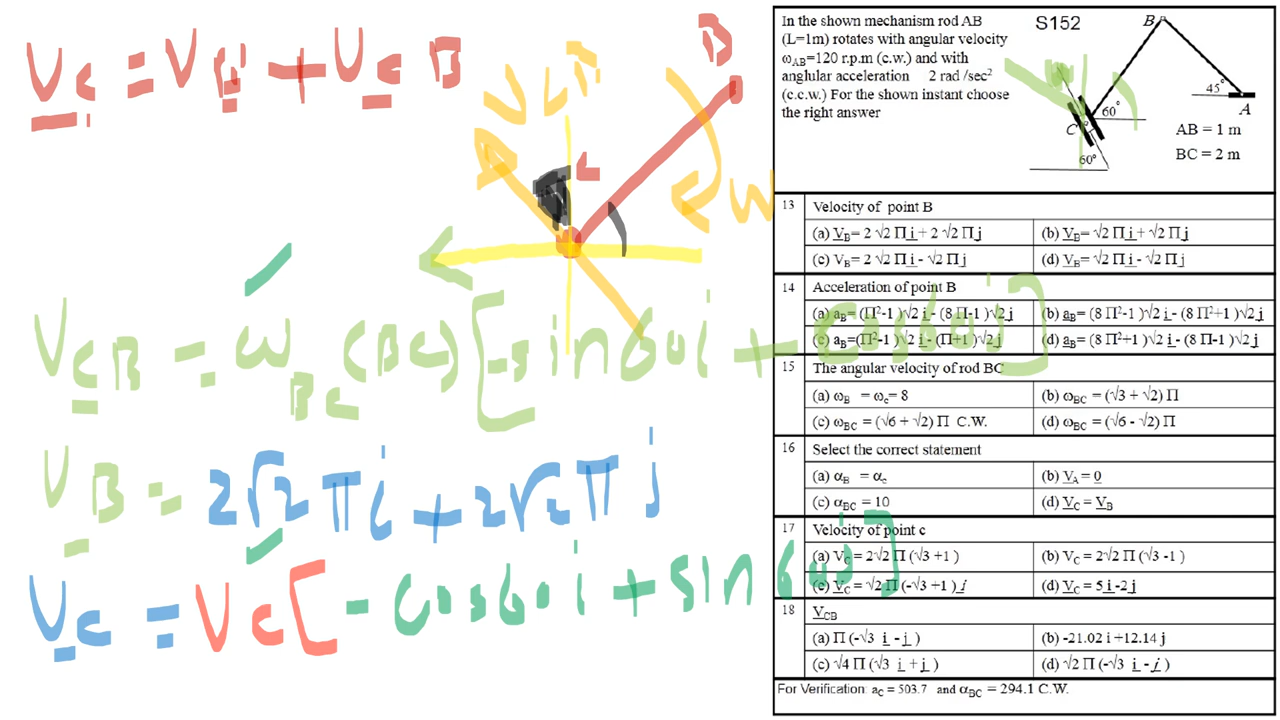 V_C = V_B + V_C B
B
V_C
C
W
V_CB = ω_BC (BC) [-sin60i + cos60j]
V_B = 2√2 π i + 2√2 π j
V_C = V_C [- cos60 i + sin60 j]
In the shown mechanism rod AB
(L=1m) rotates with angular velocity
ω_AB=120 r.p.m (c.w.) and with
anglular acceleration 2 rad /sec²
(c.c.w.) For the shown instant choose
the right answer
S152
B
45°
A
60°
C
AB = 1 m
60°
BC = 2 m
13 Velocity of point B
(a) V_B= 2 √2 Π i + 2 √2 Π j (b) V_B= √2 Π i + √2 Π j
(c) V_B= 2 √2 Π i - √2 Π j (d) V_B= √2 Π i - √2 Π j
14 Acceleration of point B
(a) a_B= (Π²-1 )√2 i - (8 Π-1 )√2 j (b) a_B= (8 Π²-1 )√2 i - (8 Π²+1 )√2 j
(c) a_B=(Π²-1 )√2 i - (Π+1 )√2 j (d) a_B= (8 Π²+1 )√2 i - (8 Π-1 )√2 j
15 The angular velocity of rod BC
(a) ω_B = ω_c= 8 (b) ω_BC = (√3 + √2) Π
(c) ω_BC = (√6 + √2) Π C.W. (d) ω_BC = (√6 - √2) Π
16 Select the correct statement
(a) α_B = α_c (b) V_A = 0
(c) α_BC = 10 (d) V_C = V_B
17 Velocity of point c
(a) V_C = 2√2 Π (√3 +1 ) (b) V_C = 2√2 Π (√3 -1 )
(c) V_C = √2 Π (-√3 +1 ) j (d) V_C = 5 i -2 j
18 V_CB
(a) Π (-√3 i - j ) (b) -21.02 i +12.14 j
(c) √4 Π (√3 i + j ) (d) √2 Π (-√3 i - j )
For Verification: a_C = 503.7 and α_BC = 294.1 C.W.